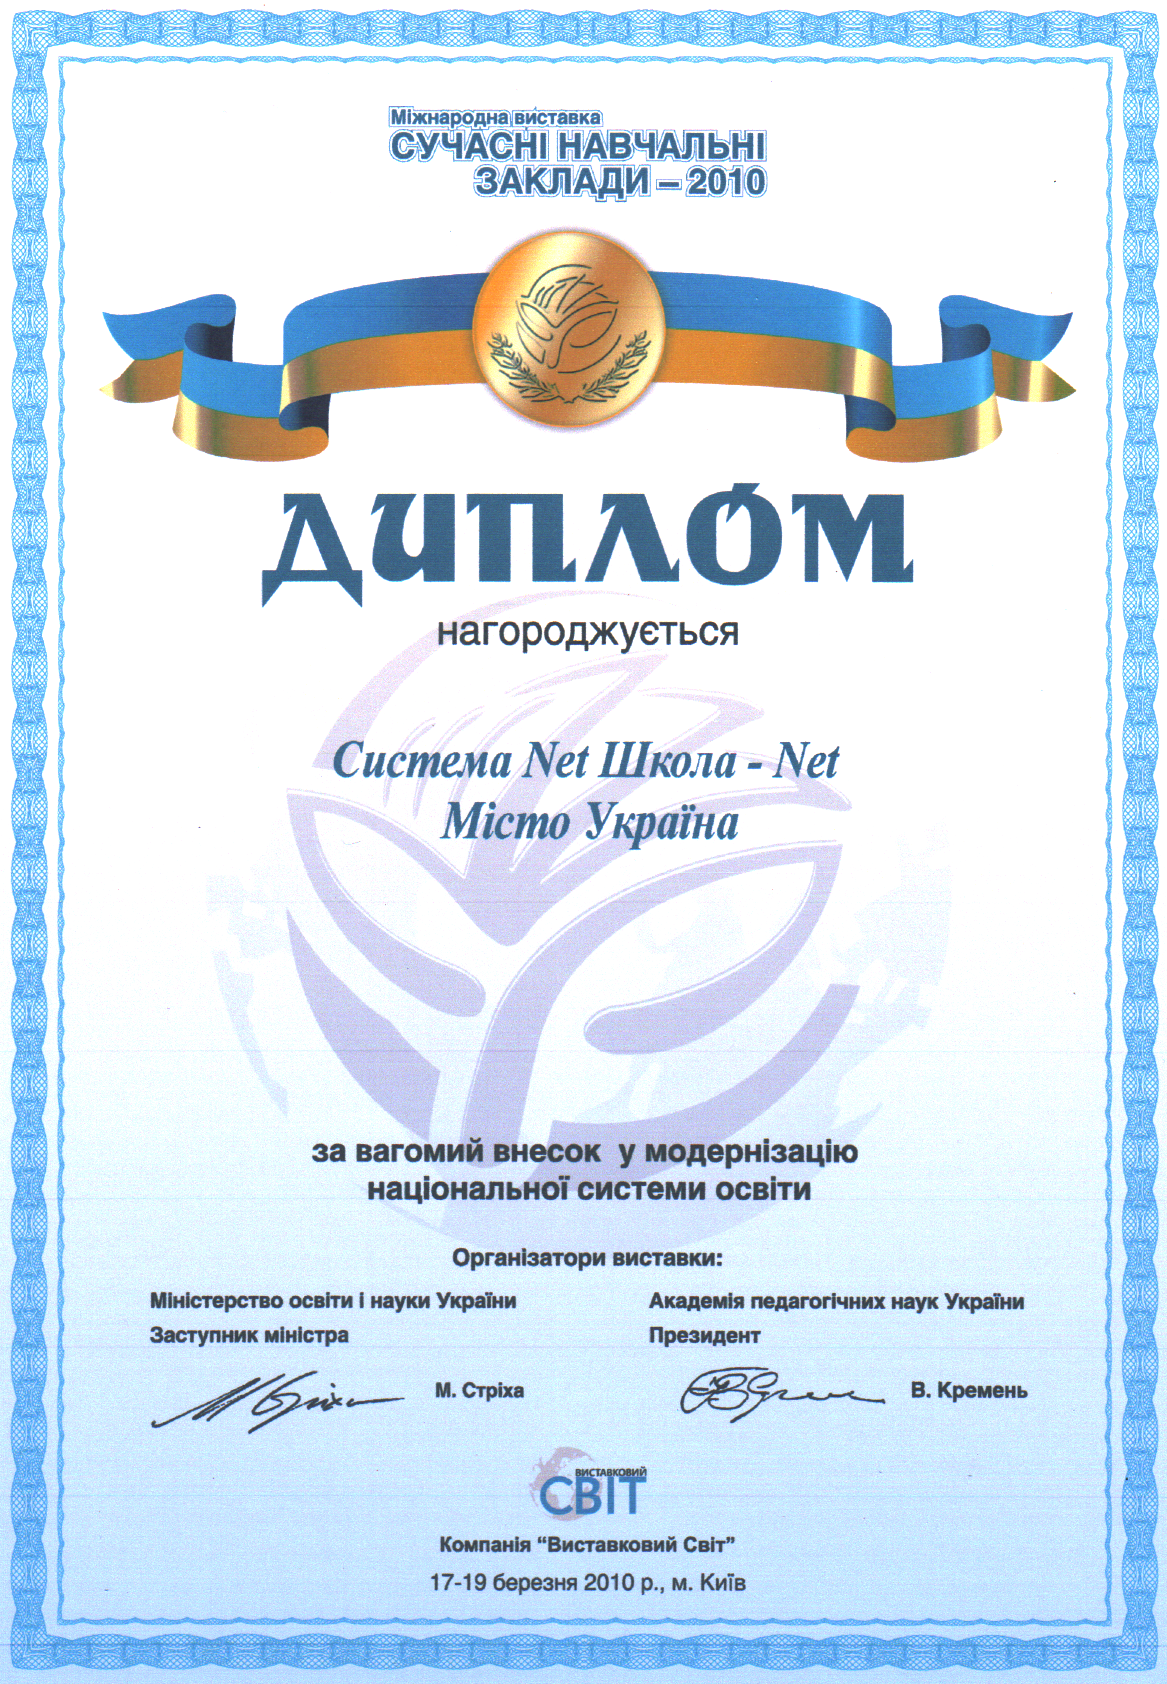 Міжнародна виставка
СУЧАСНІ НАВЧАЛЬНІ
ЗАКЛАДИ – 2010
ДИПЛОМ
нагороджується
Система Net Школа - Net
Місто Україна
за вагомий внесок у модернізацію
національної системи освіти
Організатори виставки:
Міністерство освіти і науки України
Заступник міністра
М. Стріха
Академія педагогічних наук України
Президент
В. Кремень
ВИСТАВКОВИЙ
СВІТ
Компанія “Виставковий Світ”
17-19 березня 2010 р., м. Київ